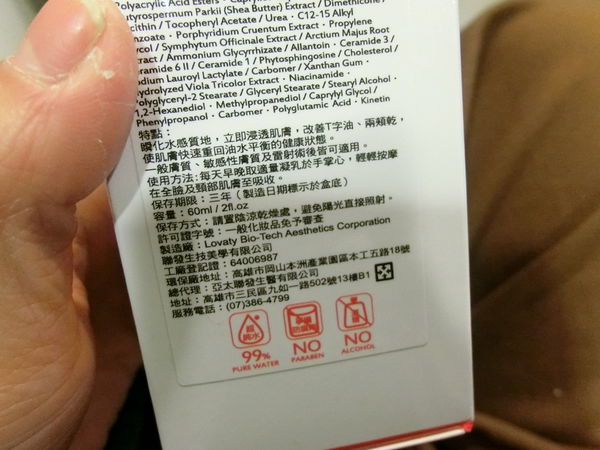 Polyacrylic Acid Esters
Butyrospermum Parkii (Shea Butter) Extract / Dimethicone /
Lecithin / Tocopheryl Acetate / Urea · C12-15 Alkyl
Benzoate · Porphyridium Cruentum Extract · Propylene
Glycol / Symphytum Officinale Extract / Arctium Majus Root
Extract / Ammonium Glycyrrhizate / Allantoin · Ceramide 3 /
Ceramide 6 II / Ceramide 1 / Phytosphingosine / Cholesterol /
Sodium Lauroyl Lactylate / Carbomer / Xanthan Gum ·
Hydrolyzed Viola Tricolor Extract · Niacinamide ·
Polyglyceryl-2 Stearate / Glyceryl Stearate / Stearyl Alcohol ·
1,2-Hexanediol · Methylpropanediol / Caprylyl Glycol /
Phenylpropanol · Carbomer · Polyglutamic Acid · Kinetin
特點：
瞬化水感質地，立即浸透肌膚，改善T字油、兩頰乾，
使肌膚快速重回油水平衡的健康狀態。
一般膚質、敏感性膚質及雷射術後皆可適用。
使用方法：每天早晚取適量凝乳於手掌心，輕輕按摩
在全臉及頸部肌膚至吸收。
保存期限：三年（製造日期標示於盒底）
容量：60ml / 2fl.oz
保存方式：請置陰涼乾燥處，避免陽光直接照射。
許可證字號：一般化妝品免予審查
製造廠：Lovaty Bio-Tech Aesthetics Corporation
聯發生技美學有限公司
工廠登記證：64006987
環保廠地址：高雄市岡山本洲產業園區本工五路18號
總代理：亞太聯發生醫有限公司
地址：高雄市三民區九如一路502號13樓B1
服務電話：(07)386-4799
超純水
99%
PURE WATER
NO
PARABEN
NO
ALCOHOL